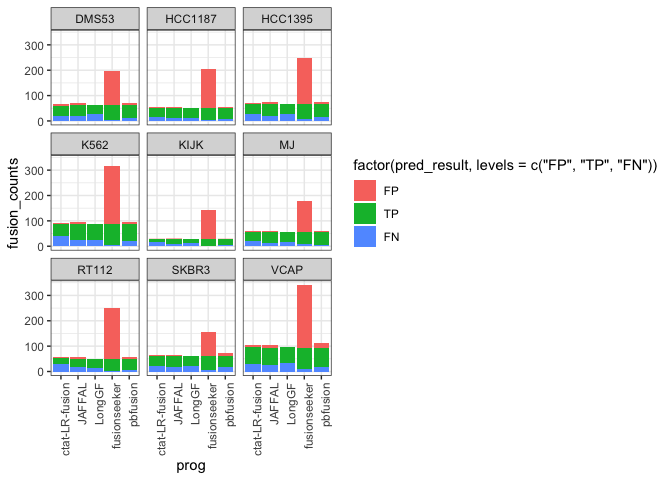 DMS53 HCC1187 HCC1395
300
200
100
0
K562 KIJK MJ
300
200
100
0
RT112 SKBR3 VCAP
300
200
100
0
fusion_counts
ctat-LR-fusion JAFFAL LongGF fusionseeker pbfusion ctat-LR-fusion JAFFAL LongGF fusionseeker pbfusion ctat-LR-fusion JAFFAL LongGF fusionseeker pbfusion
prog
factor(pred_result, levels = c("FP", "TP", "FN"))
FP
TP
FN